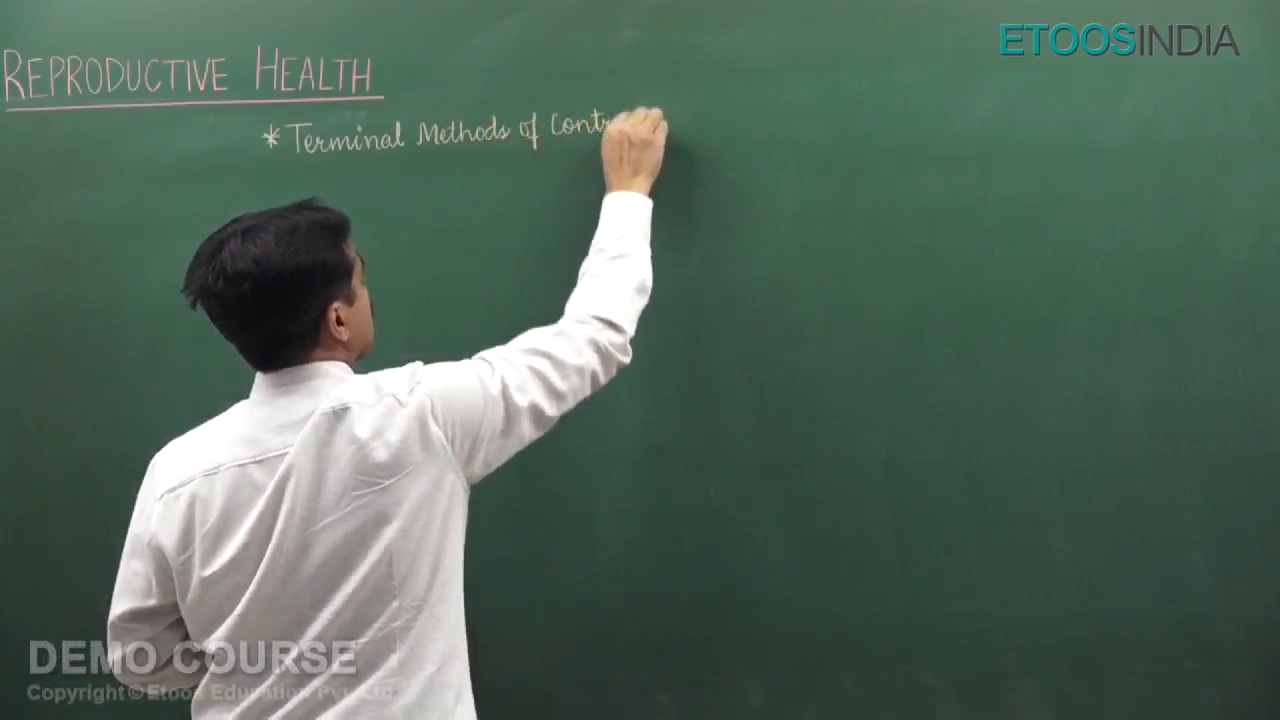 ETOOSINDIA
REPRODUCTIVE HEALTH
* Terminal Methods of Contr
DEMO COURSE
Copyright © Etoos Education Pvt. Ltd.